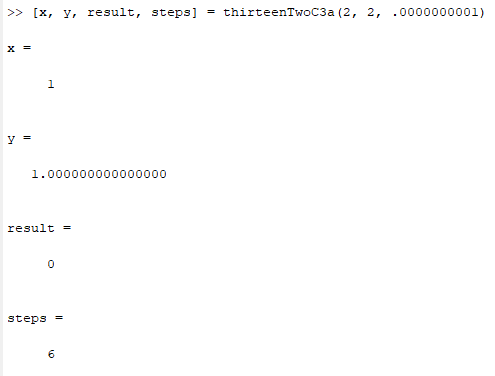 >> [x, y, result, steps] = thirteenTwoC3a(2, 2, .0000000001)
x =
1
y =
1.000000000000000
result =
0
steps =
6